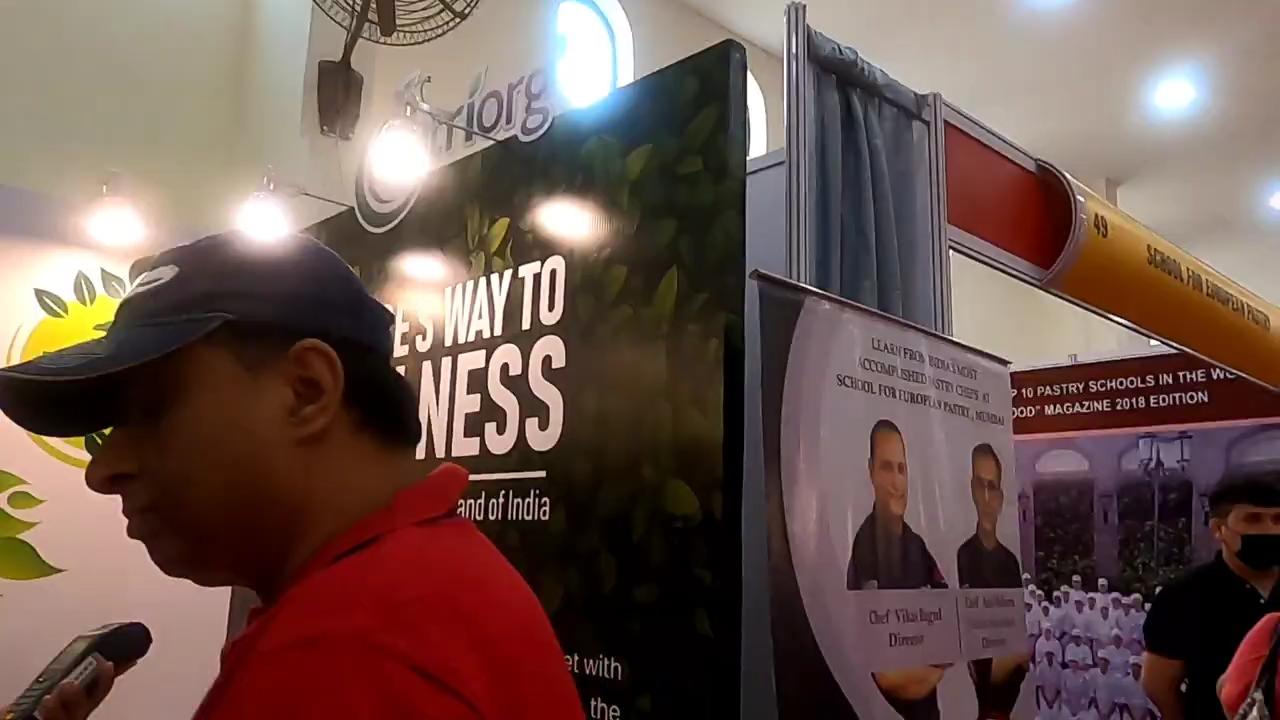 riorg
E'S WAY TO
NESS
and of India
et with
the
LEARN FROM INDIA'S MOST
ACCOMPLISHED PASTRY CHEFS AT
SCHOOL FOR EUROPEAN PASTRY, MUMBAI
Chef Vikas Bagul
Director
Chef
Director
49
SCHOOL FOR EUROPEAN PASTRY
P 10 PASTRY SCHOOLS IN THE WO
OOD" MAGAZINE 2018 EDITION